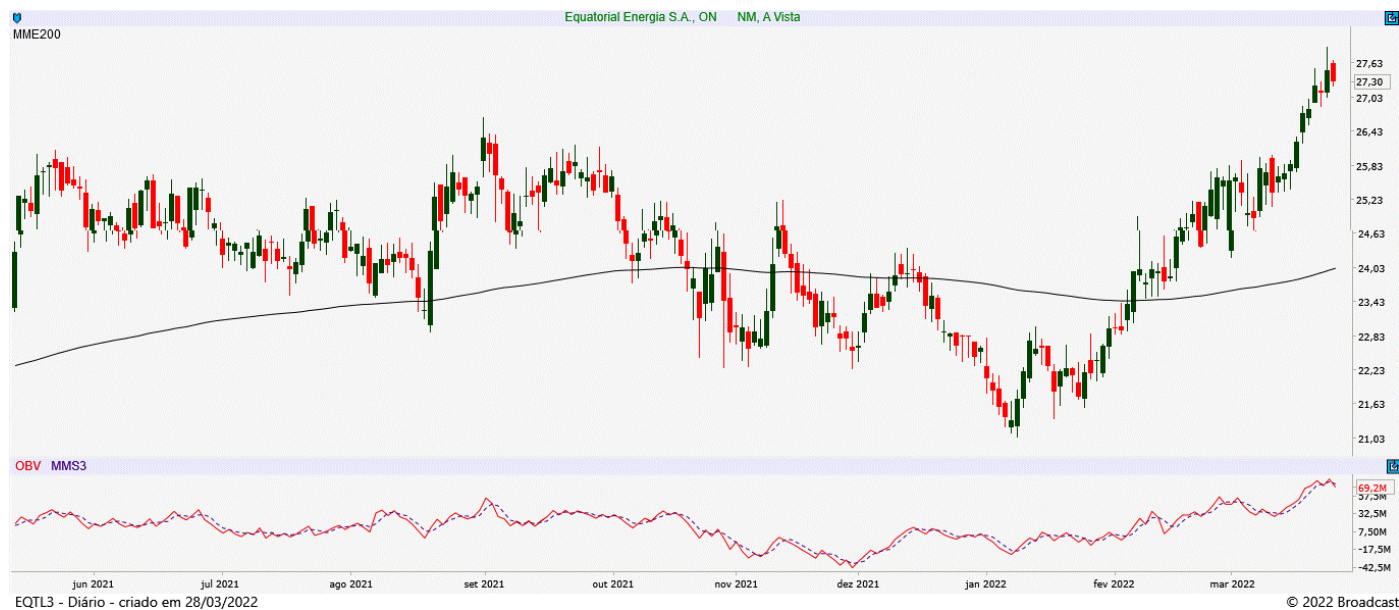 Equatorial Energia S.A., ON NM, A Vista
MME200
27,63
27,30
27,03
26,43
25,83
25,23
24,63
24,03
23,43
22,83
22,23
21,63
21,03
OBV MMS3
69,2M
57,5M
32,5M
7,50M
-17,5M
-42,5M
jun 2021 jul 2021 ago 2021 set 2021 out 2021 nov 2021 dez 2021 jan 2022 fev 2022 mar 2022
EQTL3 - Diário - criado em 28/03/2022 © 2022 Broadcast